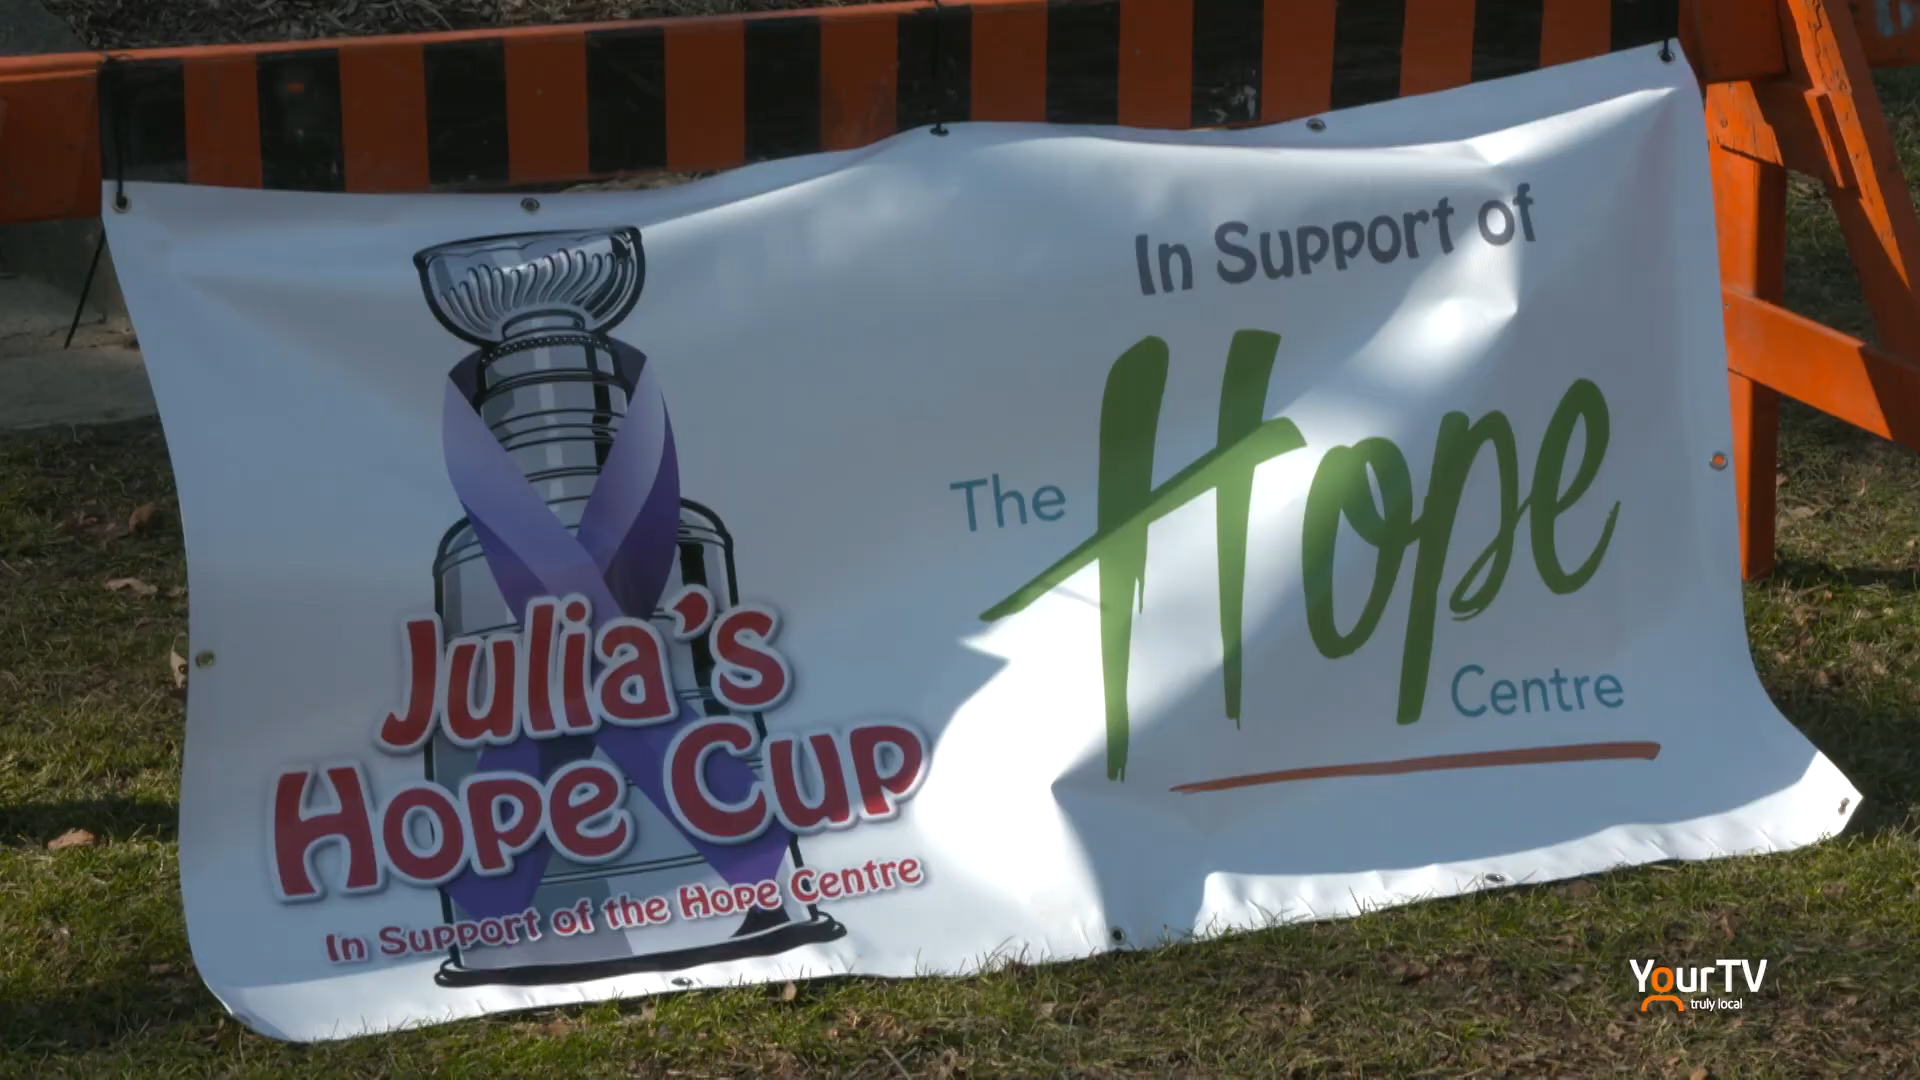 Julia's
Hope Cup
In Support of the Hope Centre
In Support of
The Hope
Centre
YourTV
truly local